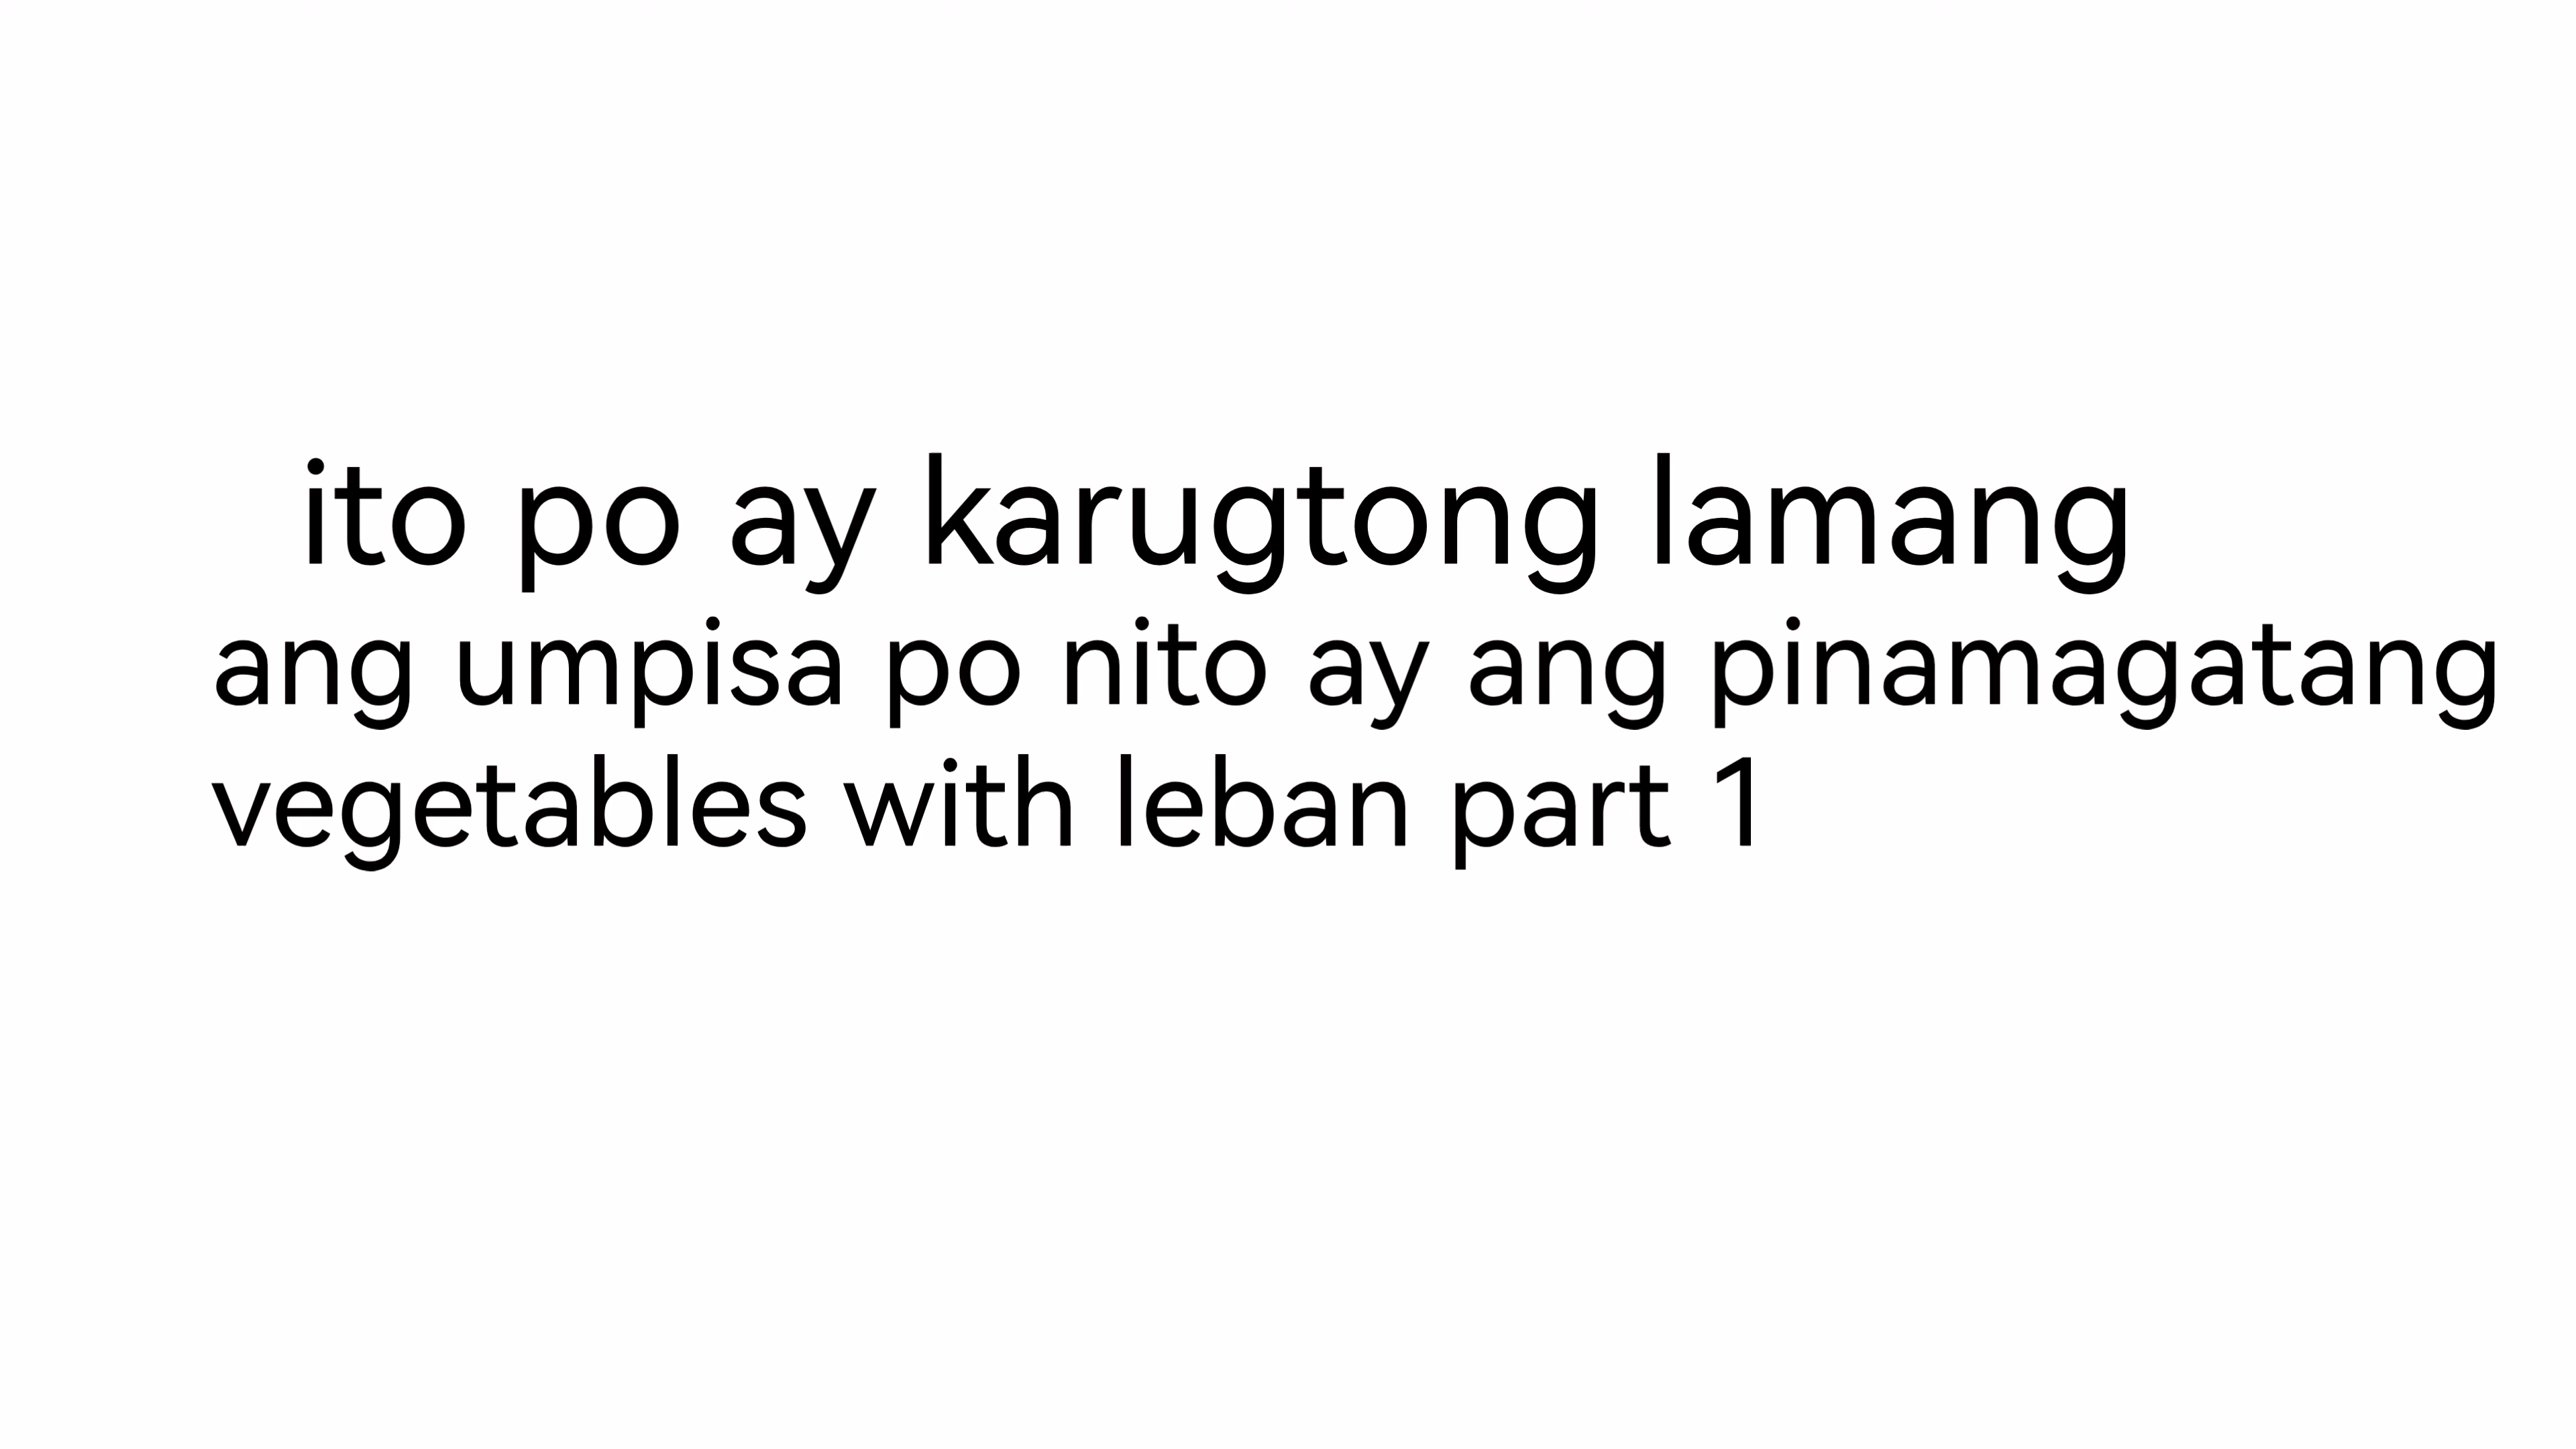 ito po ay karugtong lamang
ang umpisa po nito ay ang pinamagatang
vegetables with leban part 1